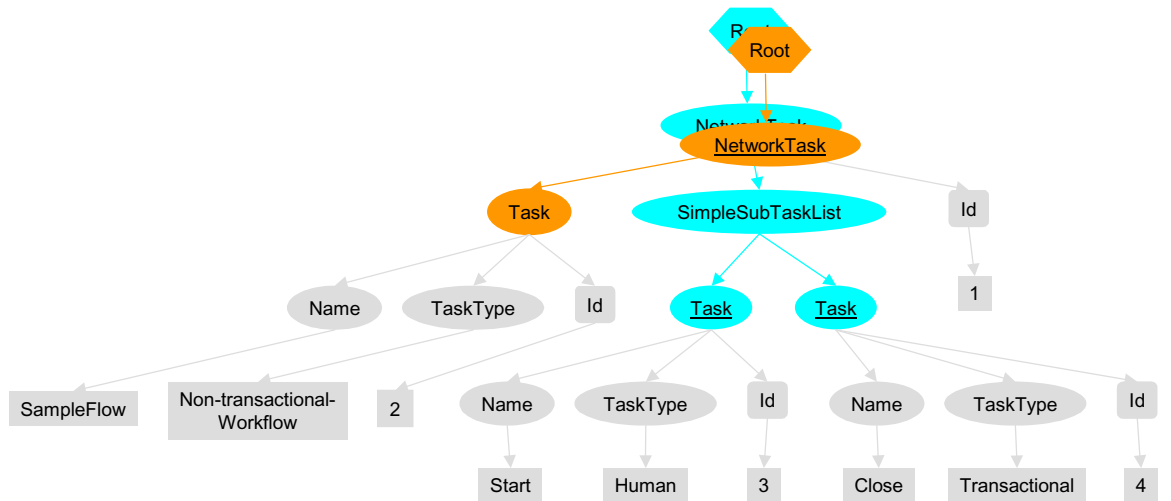 Root
NetworkTask
Task
SimpleSubTaskList
Id
1
Name
TaskType
Id
Task
Task
SampleFlow
Non-transactional-
Workflow
2
Name
TaskType
Id
Name
TaskType
Id
Start
Human
3
Close
Transactional
4